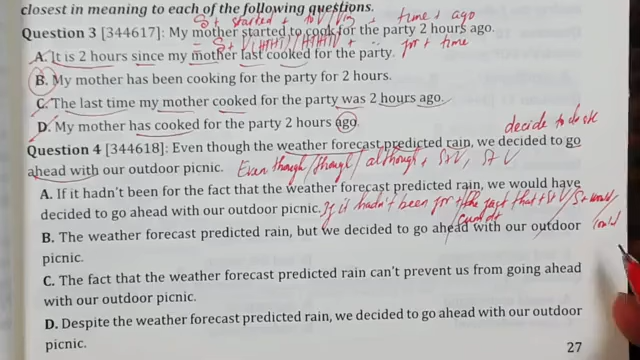 closest in meaning to each of the following questions.
S + started + to V / Ving + time + ago
Question 3 [344617]: My mother started to cook for the party 2 hours ago.
= S + V (HTHT / HTHTTD) + ... for + time
A. It is 2 hours since my mother last cooked for the party.
B. My mother has been cooking for the party for 2 hours.
C. The last time my mother cooked for the party was 2 hours ago.
D. My mother has cooked for the party 2 hours ago.
decide to do sth
Question 4 [344618]: Even though the weather forecast predicted rain, we decided to go
ahead with our outdoor picnic.
Even though / though / although + S + V, S + V
A. If it hadn't been for the fact that the weather forecast predicted rain, we would have
decided to go ahead with our outdoor picnic.
If it hadn't been for + the fact that + S + V / S + would /
could
B. The weather forecast predicted rain, but we decided to go ahead with our outdoor
picnic.
C. The fact that the weather forecast predicted rain can't prevent us from going ahead
with our outdoor picnic.
D. Despite the weather forecast predicted rain, we decided to go ahead with our outdoor
picnic.
27